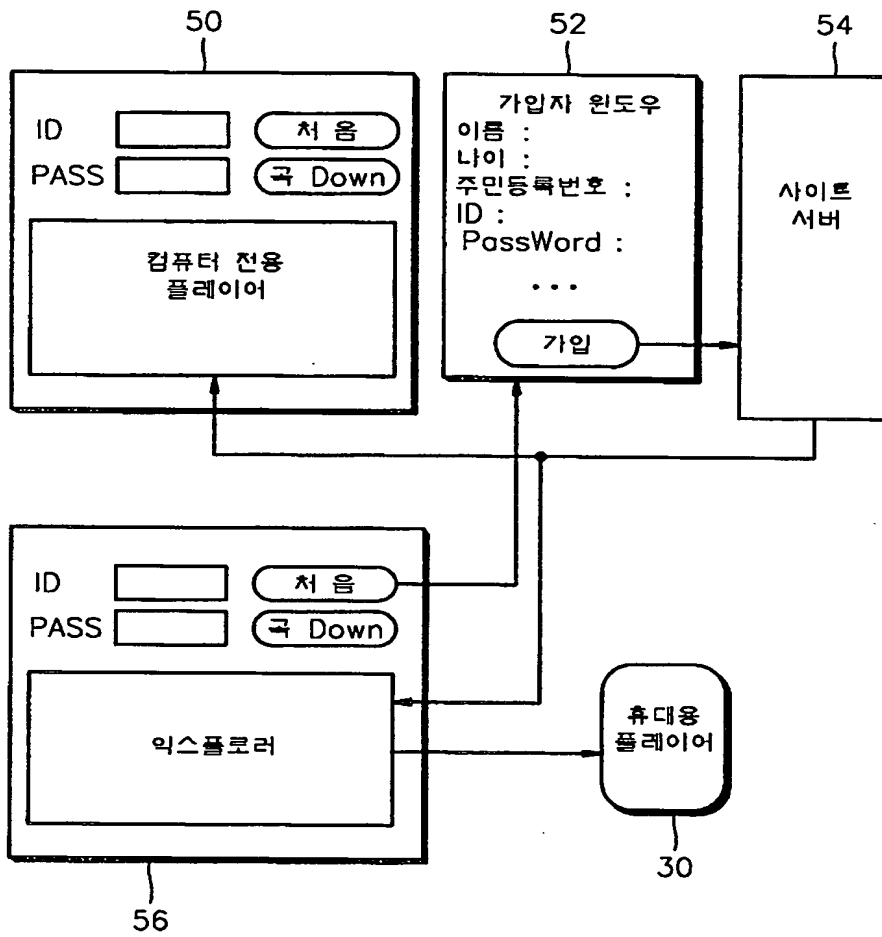 50
52
54
ID
처 음
PASS
곡 Down
컴퓨터 전용
플레이어
가입자 윈도우
이름 :
나이 :
주민등록번호 :
ID :
PassWord :
...
가입
사이트
서버
ID
처 음
PASS
곡 Down
익스플로러
휴대용
플레이어
30
56